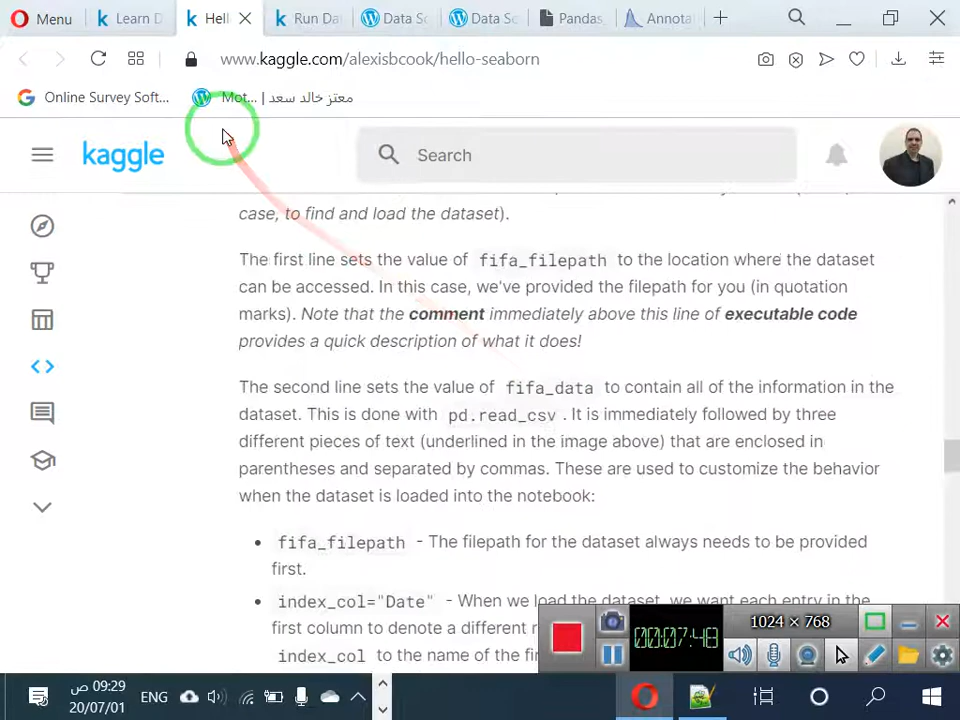 Menu
Learn D
Hell
Run Da
Data Sc
Data Sc
Pandas
Annota
www.kaggle.com/alexisbcook/hello-seaborn
Online Survey Soft...
Mot... | معتز خالد سعد
kaggle
Search
case, to find and load the dataset).
The first line sets the value of fifa_filepath to the location where the dataset
can be accessed. In this case, we've provided the filepath for you (in quotation
marks). Note that the comment immediately above this line of executable code
provides a quick description of what it does!
The second line sets the value of fifa_data to contain all of the information in the
dataset. This is done with pd.read_csv . It is immediately followed by three
different pieces of text (underlined in the image above) that are enclosed in
parentheses and separated by commas. These are used to customize the behavior
when the dataset is loaded into the notebook:
• fifa_filepath - The filepath for the dataset always needs to be provided
first.
• index_col="Date" - When we load the dataset, we want each entry in the
first column to denote a different r
index_col to the name of the fi
00:07:48
1024 × 768
09:29 ص
ENG
20/07/01